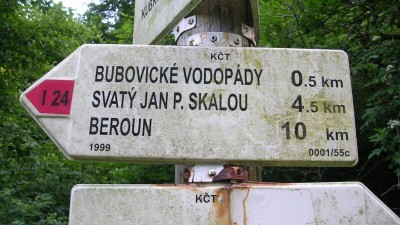 KČT
I 24
BUBOVICKÉ VODOPÁDY 0.5 km
SVATÝ JAN P. SKALOU 4.5 km
BEROUN 10 km
1999 0001/55c
KČT